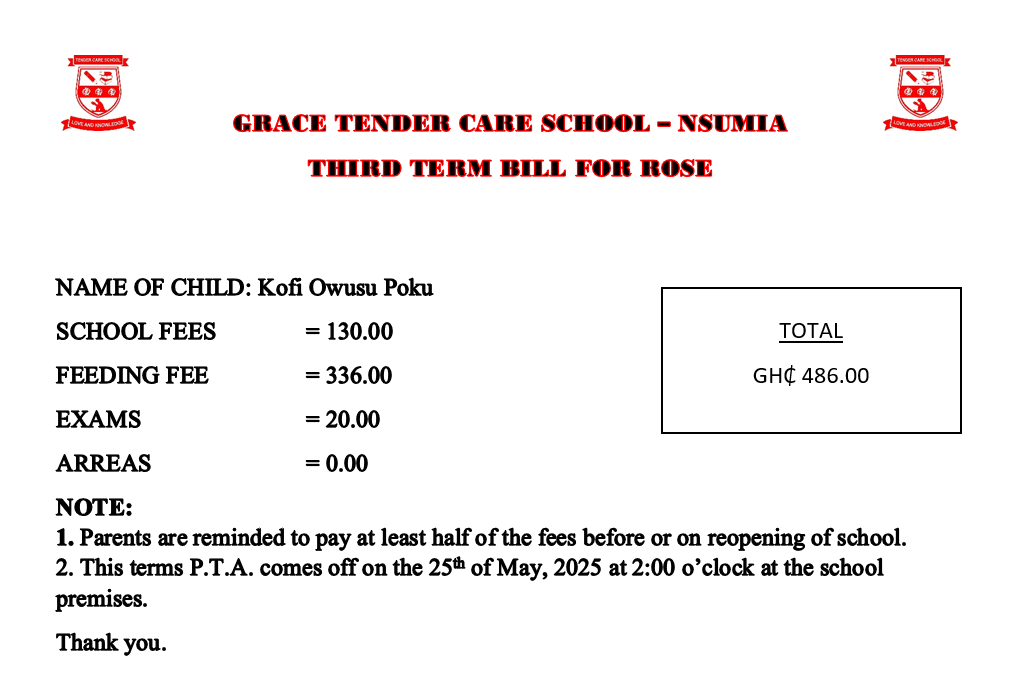 TENDER CARE SCHOOL
LOVE AND KNOWLEDGE
TENDER CARE SCHOOL
LOVE AND KNOWLEDGE
GRACE TENDER CARE SCHOOL – NSUMIA
THIRD TERM BILL FOR ROSE
NAME OF CHILD: Kofi Owusu Poku
SCHOOL FEES = 130.00
FEEDING FEE = 336.00
EXAMS = 20.00
ARREAS = 0.00
TOTAL
GH₵ 486.00
NOTE:
1. Parents are reminded to pay at least half of the fees before or on reopening of school.
2. This terms P.T.A. comes off on the 25th of May, 2025 at 2:00 o’clock at the school
premises.
Thank you.